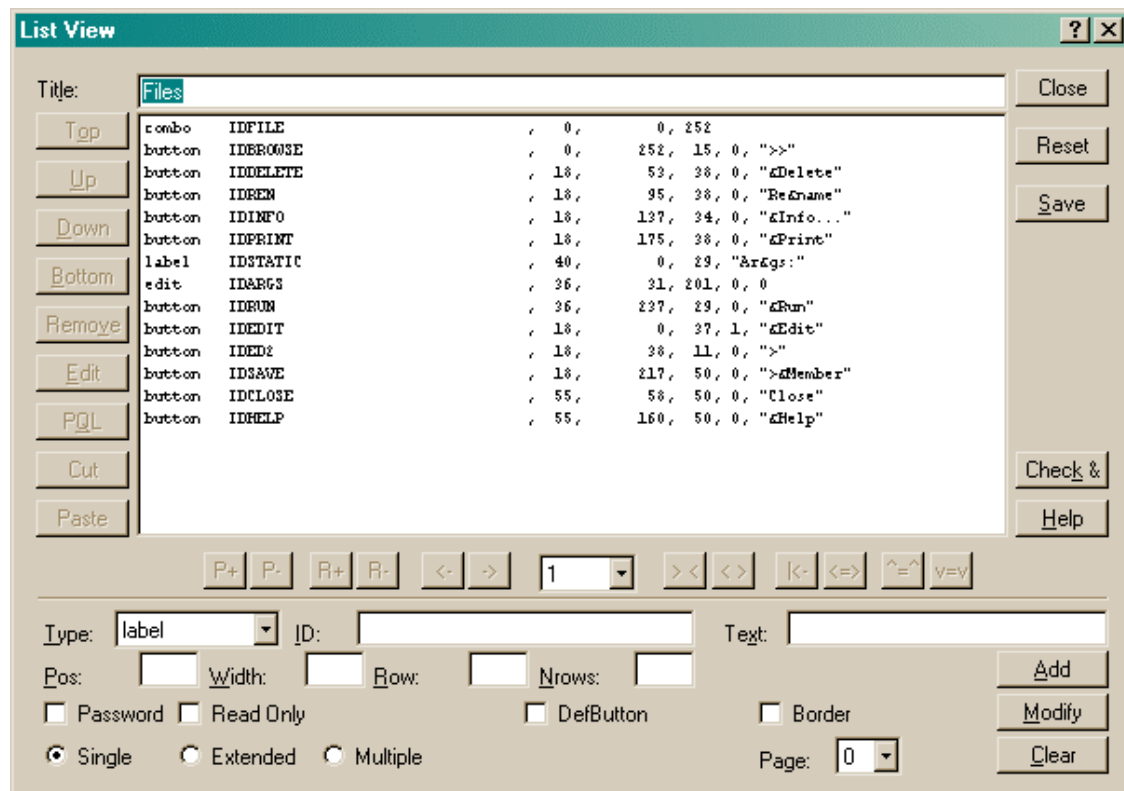 List View ? X
Title: Files Close
Top
Up
Down
Bottom
Remove
Edit
PQL
Cut
Paste
combo IDFILE , 0, 0, 252
button IDBROWSE , 0, 252, 15, 0, ">>"
button IDDELETE , 18, 53, 38, 0, "&Delete"
button IDREN , 18, 95, 38, 0, "Re&name"
button IDINFO , 18, 137, 34, 0, "&Info..."
button IDPRINT , 18, 175, 38, 0, "&Print"
label IDSTATIC , 40, 0, 29, "Ar&gs:"
edit IDARGS , 36, 31, 201, 0, 0
button IDRUN , 36, 237, 29, 0, "&Run"
button IDEDIT , 18, 0, 37, 1, "&Edit"
button IDED2 , 18, 38, 11, 0, ">"
button IDSAVE , 18, 217, 50, 0, ">&Member"
button IDCLOSE , 55, 58, 50, 0, "Close"
button IDHELP , 55, 160, 50, 0, "&Help"
Reset
Save
Check &
Help
P+ P- R+ R- <- -> 1 > < < > |<- <=> ^=^ v=v
Type: label ID: Text:
Pos: Width: Row: Nrows: Add
Password Read Only DefButton Border Modify
Single Extended Multiple Page: 0 Clear